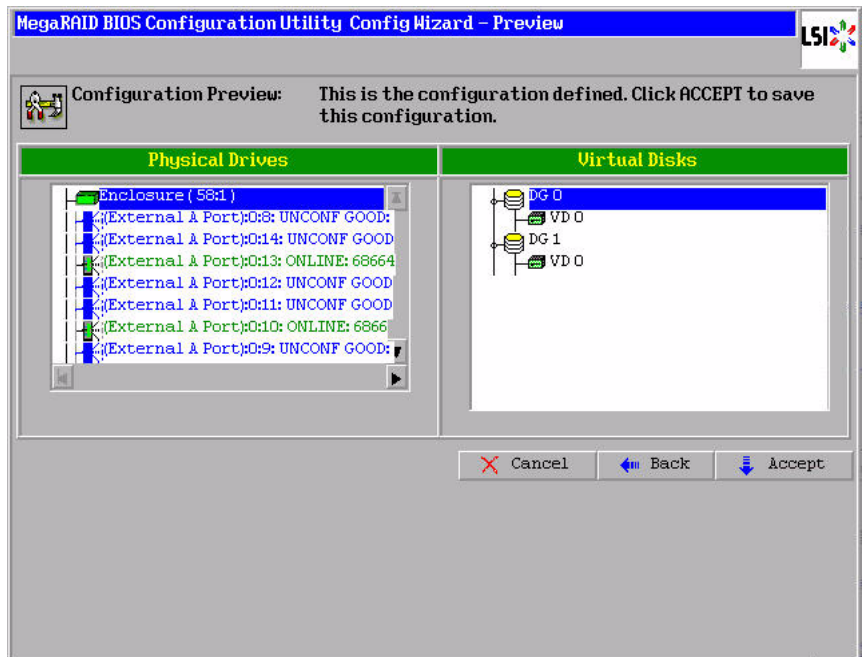 MegaRAID BIOS Configuration Utility Config Wizard – Preview
LSI
Configuration Preview: This is the configuration defined. Click ACCEPT to save
this configuration.
Physical Drives
Virtual Disks
Enclosure ( 58:1 )
(External A Port):0:8: UNCONF GOOD:
(External A Port):0:14: UNCONF GOOD
(External A Port):0:13: ONLINE: 68664
(External A Port):0:12: UNCONF GOOD
(External A Port):0:11: UNCONF GOOD
(External A Port):0:10: ONLINE: 6866
(External A Port):0:9: UNCONF GOOD:
DG 0
VD 0
DG 1
VD 0
Cancel
Back
Accept